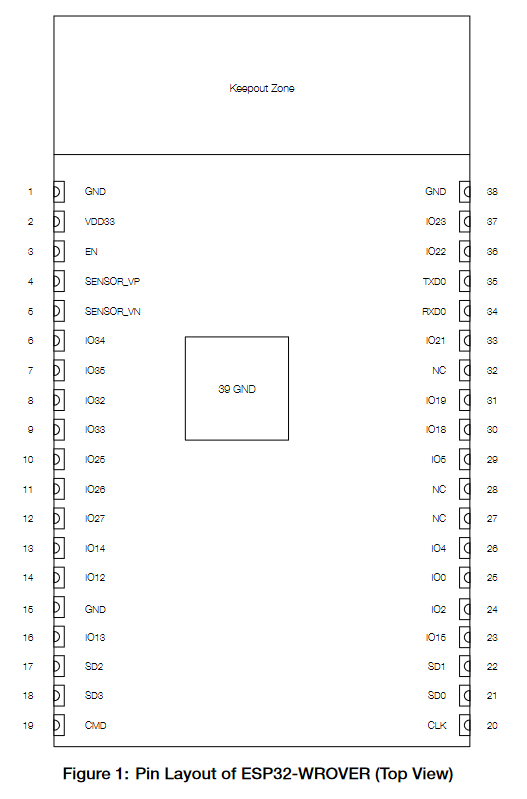 Keepout Zone
1 GND GND 38
2 VDD33 IO23 37
3 EN IO22 36
4 SENSOR_VP TXD0 35
5 SENSOR_VN RXD0 34
6 IO34 IO21 33
7 IO35 NC 32
39 GND
8 IO32 IO19 31
9 IO33 IO18 30
10 IO25 IO5 29
11 IO26 NC 28
12 IO27 NC 27
13 IO14 IO4 26
14 IO12 IO0 25
15 GND IO2 24
16 IO13 IO15 23
17 SD2 SD1 22
18 SD3 SD0 21
19 CMD CLK 20
Figure 1: Pin Layout of ESP32-WROVER (Top View)